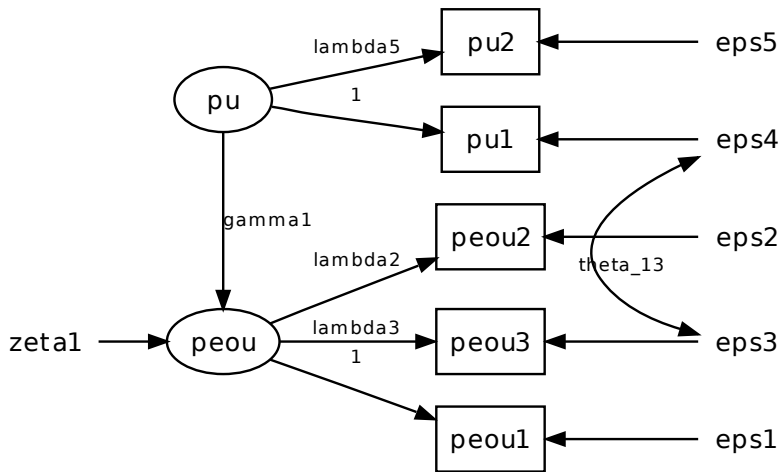 lambda5
pu2
eps5
pu
1
pu1
eps4
gamma1
lambda2
peou2
eps2
theta_13
zeta1
peou
lambda3
1
peou3
eps3
peou1
eps1